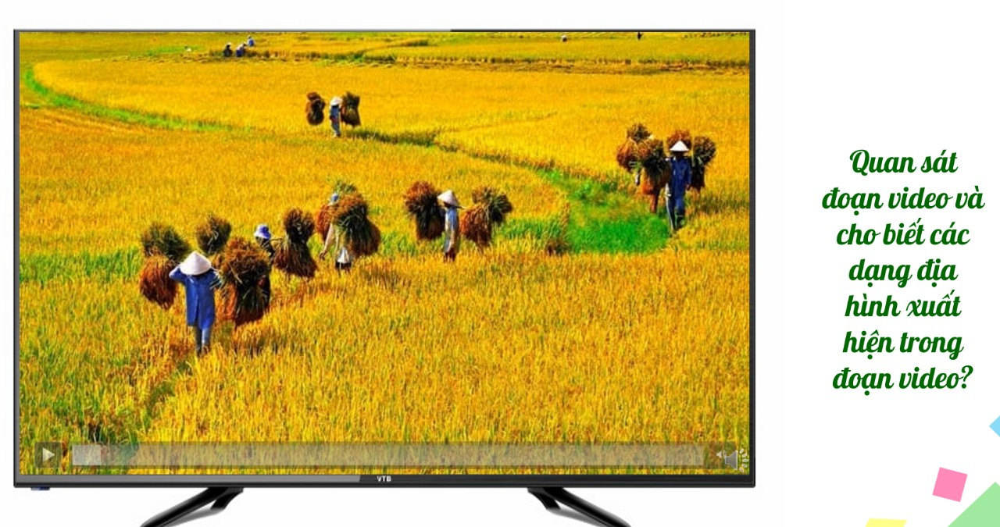 Quan sát
đoạn video và
cho biết các
dạng địa
hình xuất
hiện trong
đoạn video?
VTB